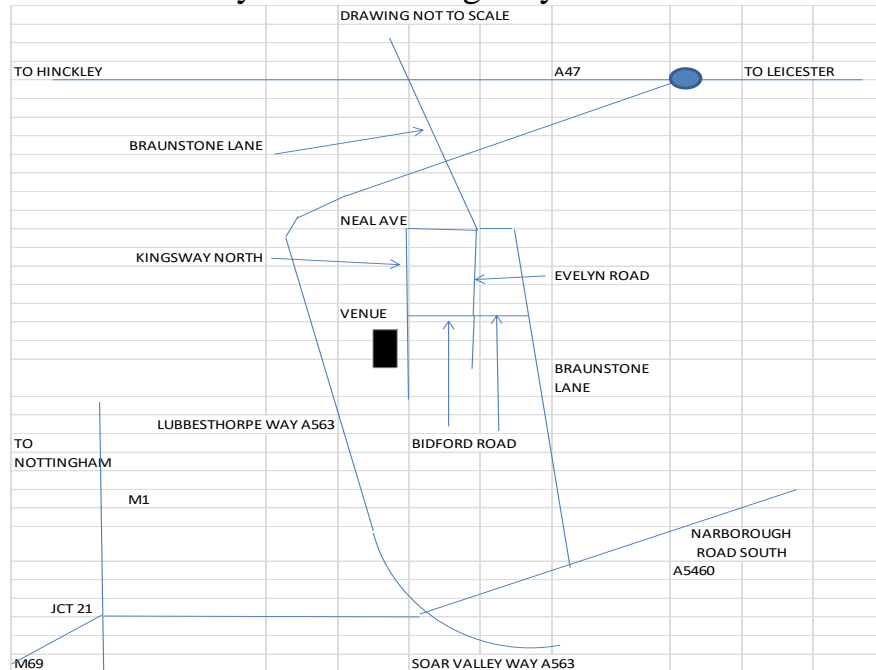 DRAWING NOT TO SCALE
TO HINCKLEY
A47
TO LEICESTER
BRAUNSTONE LANE
NEAL AVE
KINGSWAY NORTH
EVELYN ROAD
VENUE
BRAUNSTONE
LANE
LUBBESTHORPE WAY A563
BIDFORD ROAD
TO
NOTTINGHAM
M1
NARBOROUGH
ROAD SOUTH
A5460
JCT 21
M69
SOAR VALLEY WAY A563